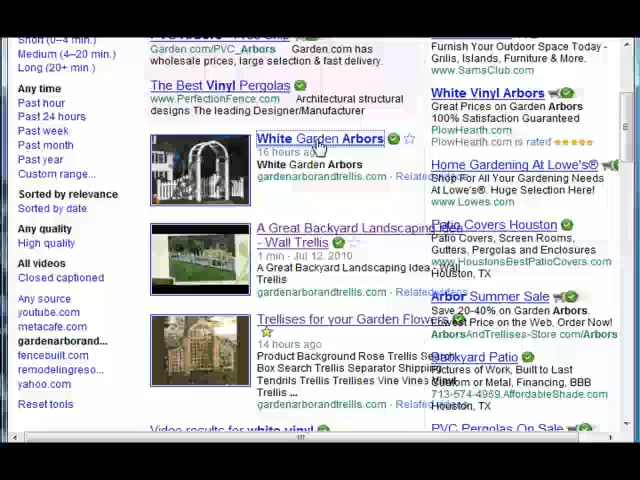 Short (0–4 min.)
Medium (4–20 min.)
Long (20+ min.)
Any time
Past hour
Past 24 hours
Past week
Past month
Past year
Custom range...
Sorted by relevance
Sorted by date
Any quality
High quality
All videos
Closed captioned
Any source
youtube.com
metacafe.com
gardenarborand...
fencebuilt.com
remodelingreso...
yahoo.com
Reset tools
PVC Arbors
Garden.com/PVC_Arbors Garden.com has
wholesale prices, large selection & fast delivery.
The Best Vinyl Pergolas
www.PerfectionFence.com Architectural structural
designs The leading Designer/Manufacturer
White Garden Arbors
16 hours ago
White Garden Arbors
gardenarborandtrellis.com - Related videos
A Great Backyard Landscaping Idea
- Wall Trellis
1 min - Jul 12, 2010
A Great Backyard Landscaping Idea, Wall
Trellis
gardenarborandtrellis.com - Related videos
Trellises for your Garden Flowers
14 hours ago
Product Background Rose Trellis Search
Box Search Trellis Separator Shipping
Tendrils Trellis Trellises Vine Vines Vinyl
Trellis ...
gardenarborandtrellis.com - Related videos
Video results for white vinyl
Furnish Your Outdoor Space Today -
Grills, Islands, Furniture & More.
www.SamsClub.com
White Vinyl Arbors
Great Prices on Garden Arbors
100% Satisfaction Guaranteed
PlowHearth.com
PlowHearth.com is rated
Home Gardening At Lowe's®
Shop For All Your Gardening Needs
At Lowe's®. Huge Selection Here!
www.Lowes.com
Patio Covers Houston
Patio Covers, Screen Rooms,
Gutters, Pergolas and Enclosures
www.HoustonsBestPatioCovers.com
Houston, TX
Arbor Summer Sale
Save 20-40% on Garden Arbors,
Lowest Price on the Web. Order Now!
ArborsAndTrellises-Store.com/Arbors
Backyard Patio
Pictures of Work, Built to Last
Custom or Metal, Financing, BBB
713-574-4969.AffordableShade.com
Houston, TX
PVC Pergolas On Sale